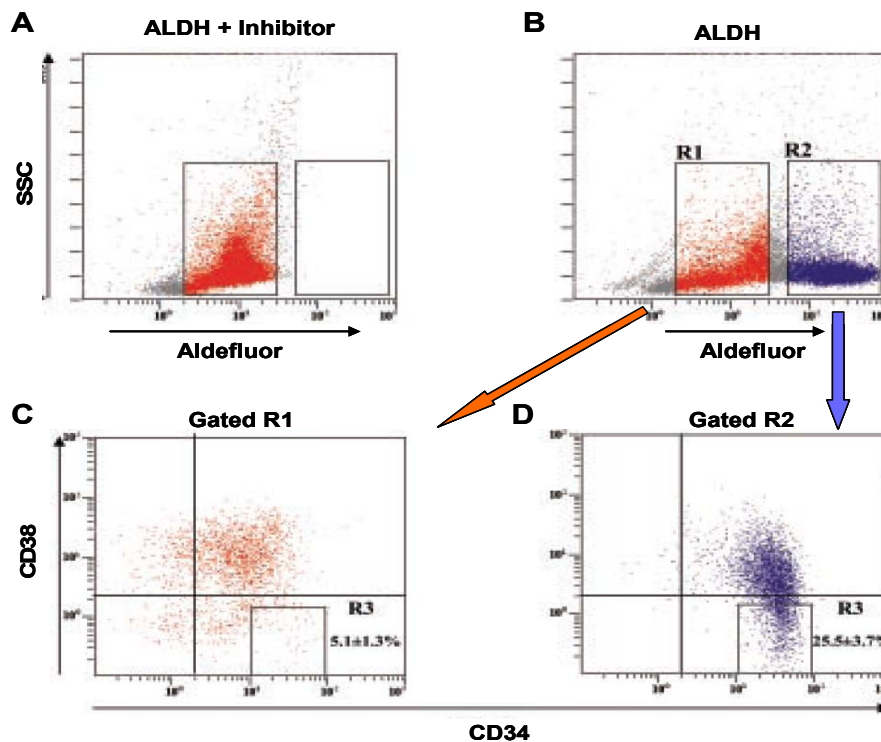 A
ALDH + Inhibitor
B
ALDH
SSC
R1
R2
Aldefluor
Aldefluor
C
Gated R1
D
Gated R2
CD38
R3
5.1±1.3%
R3
25.5±3.7%
CD34